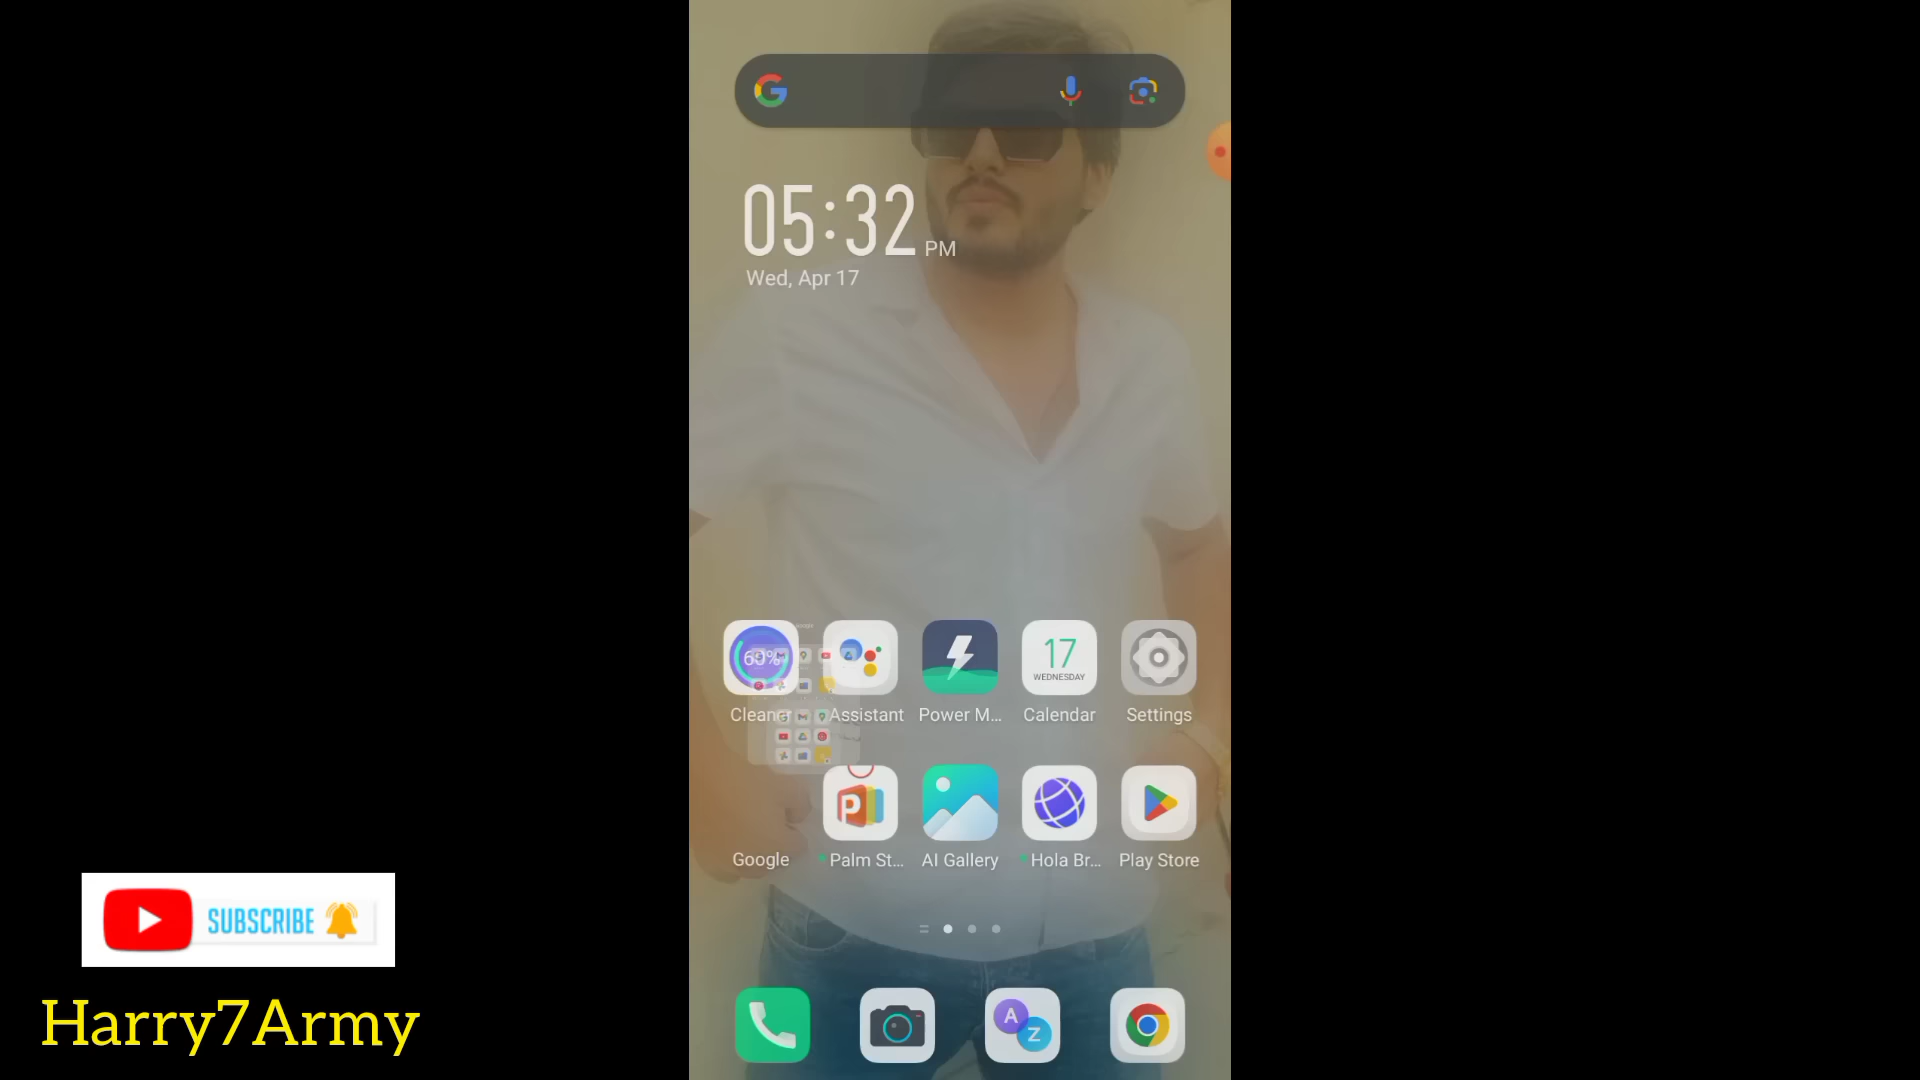 05:32 PM
Wed, Apr 17
60%
17
WEDNESDAY
Cleaner Assistant Power M... Calendar Settings
P
Google Palm St... AI Gallery Hola Br... Play Store
SUBSCRIBE
A
Z
Harry7Army